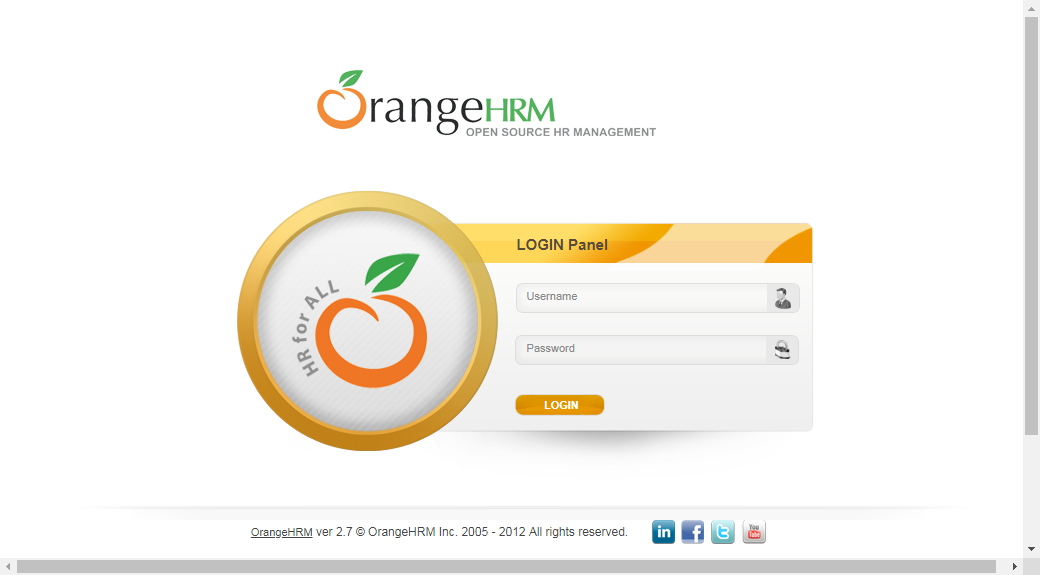 OrangeHRM
OPEN SOURCE HR MANAGEMENT
HR for ALL
LOGIN Panel
Username
Password
LOGIN
OrangeHRM ver 2.7 © OrangeHRM Inc. 2005 - 2012 All rights reserved.
in f t You Tube